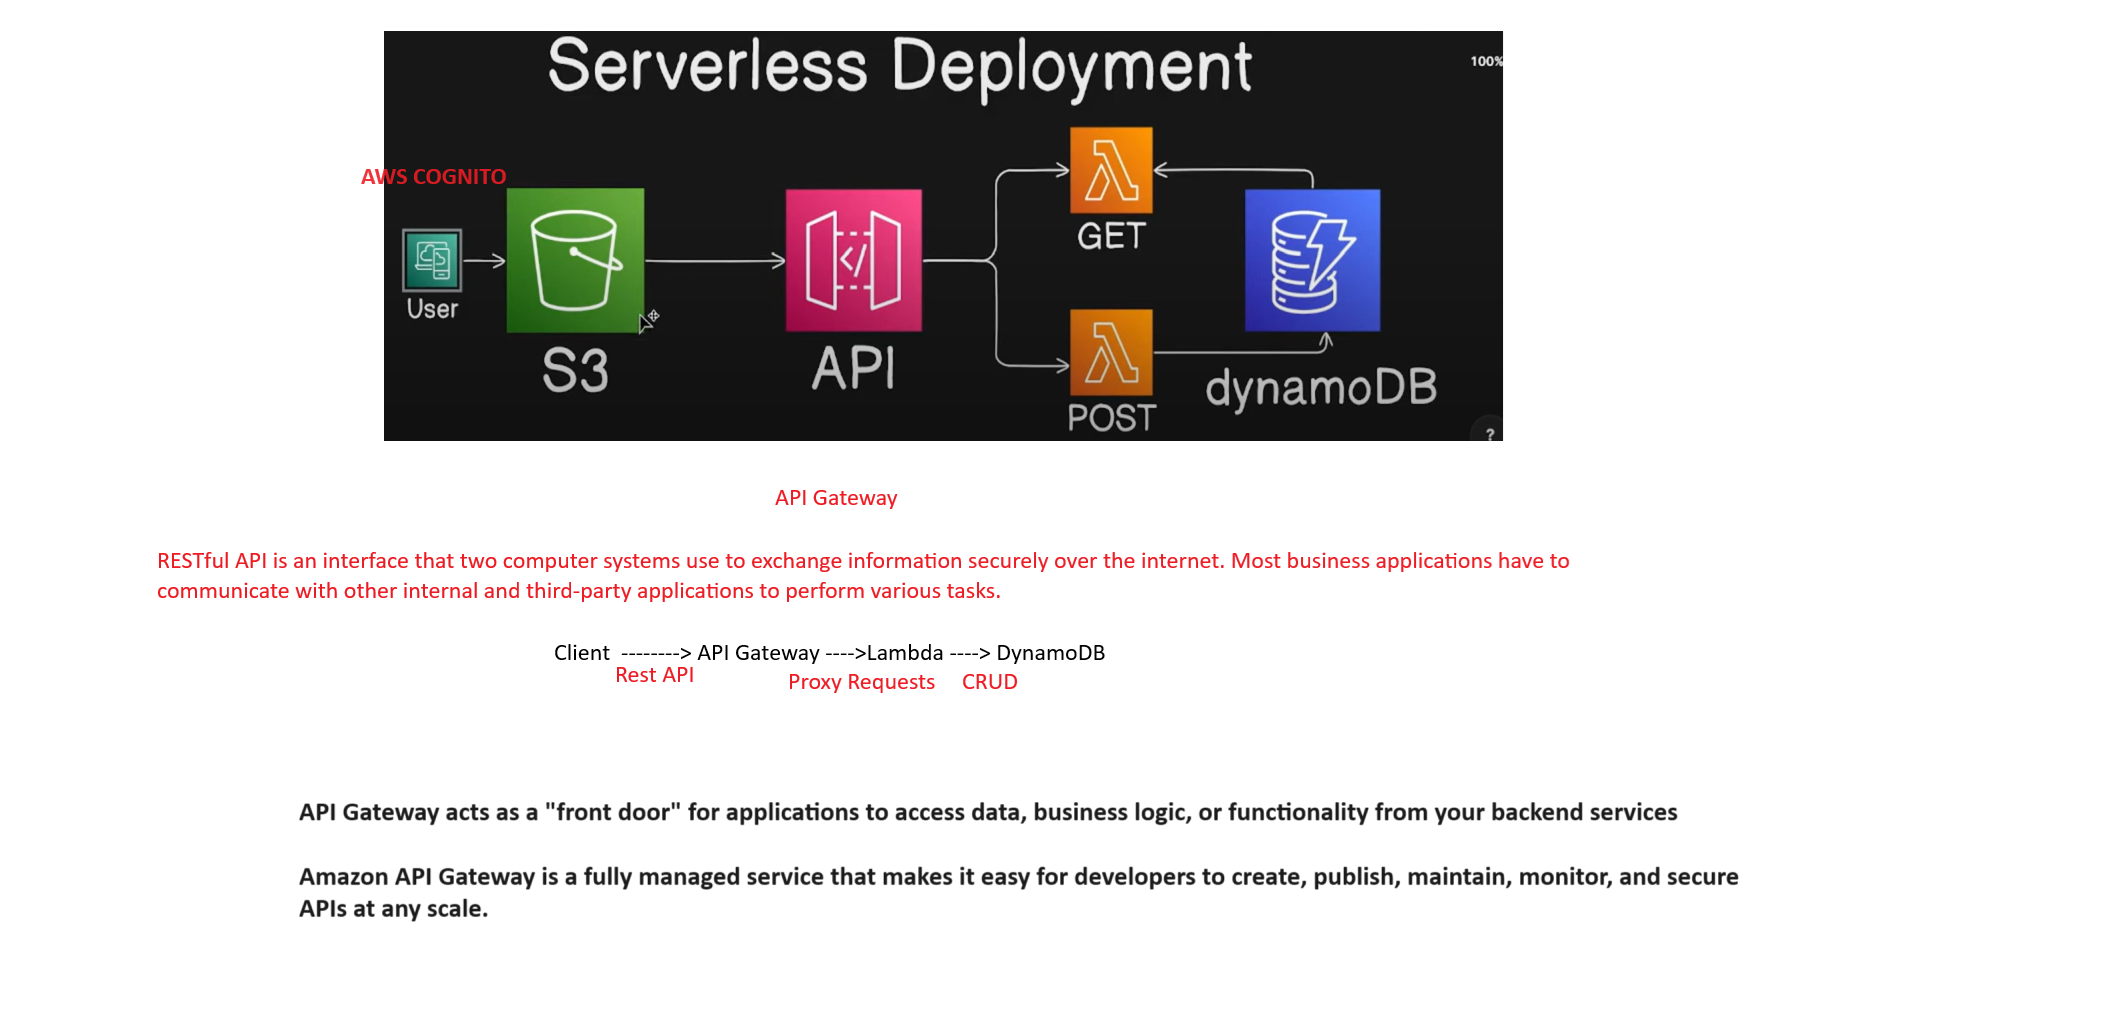 Serverless Deployment
100%
AWS COGNITO
User
S3
API
GET
POST
dynamoDB
?
API Gateway
RESTful API is an interface that two computer systems use to exchange information securely over the internet. Most business applications have to
communicate with other internal and third-party applications to perform various tasks.
Client --------> API Gateway ---->Lambda ----> DynamoDB
Rest API
Proxy Requests CRUD
API Gateway acts as a "front door" for applications to access data, business logic, or functionality from your backend services
Amazon API Gateway is a fully managed service that makes it easy for developers to create, publish, maintain, monitor, and secure
APIs at any scale.